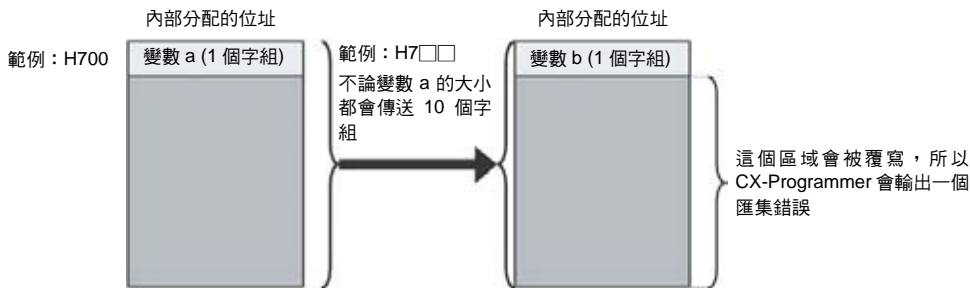 內部分配的位址
內部分配的位址
範例：H700
變數 a (1 個字組)
範例：H7□□
不論變數 a 的大小
都會傳送 10 個字
組
變數 b (1 個字組)
這個區域會被覆寫，所以
CX-Programmer 會輸出一個
匯集錯誤